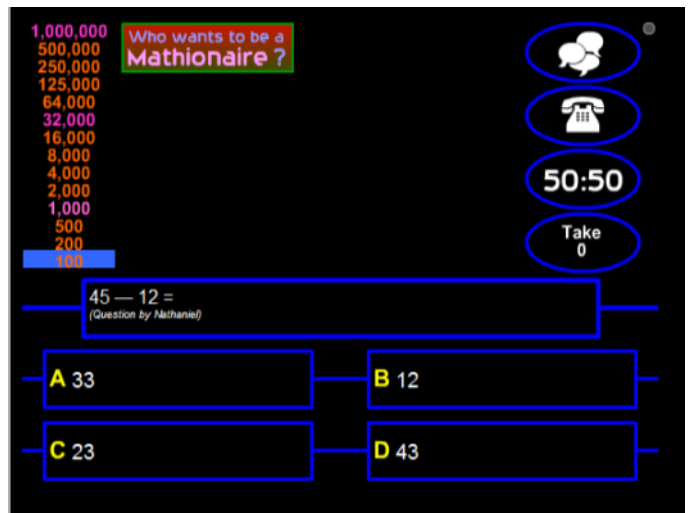 1,000,000
500,000
250,000
125,000
64,000
32,000
16,000
8,000
4,000
2,000
1,000
500
200
100
Who wants to be a
Mathionaire ?
50:50
Take
0
45 — 12 =
(Question by Nathaniel)
A 33
B 12
C 23
D 43